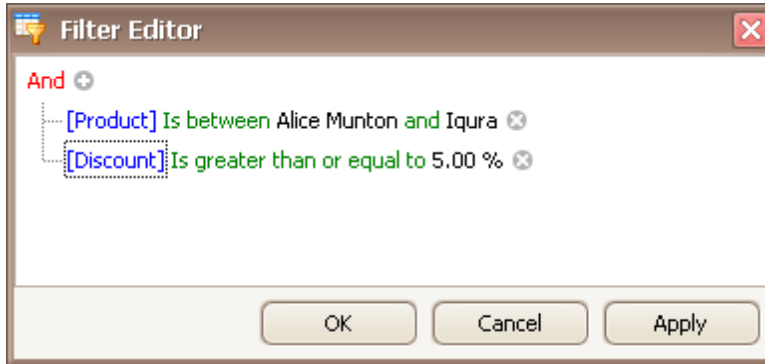 Filter Editor
And
[Product] Is between Alice Munton and Iqura
[Discount] Is greater than or equal to 5.00 %
OK Cancel Apply